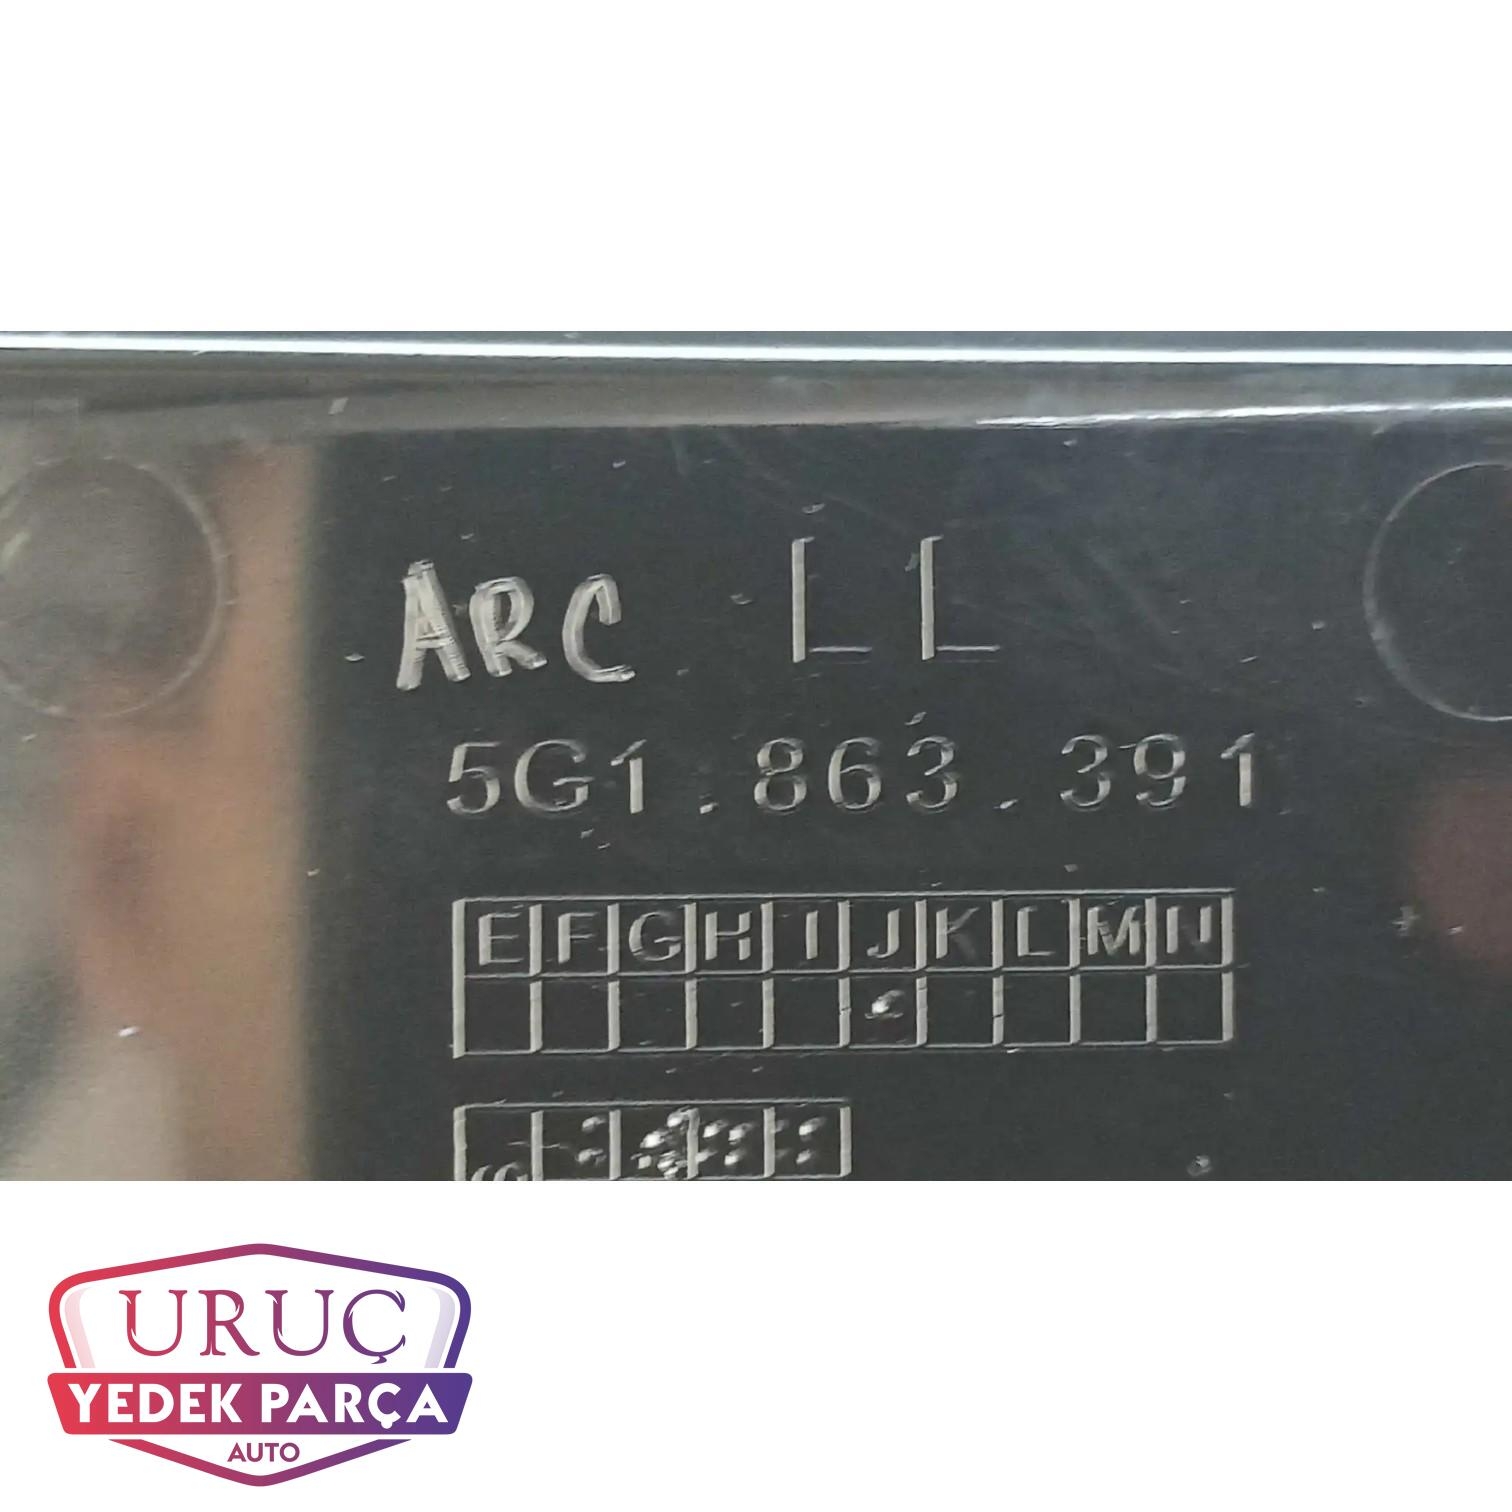 ARC LL
5G1.863.391
E F G H I J K L M N
URUÇ
YEDEK PARÇA
AUTO